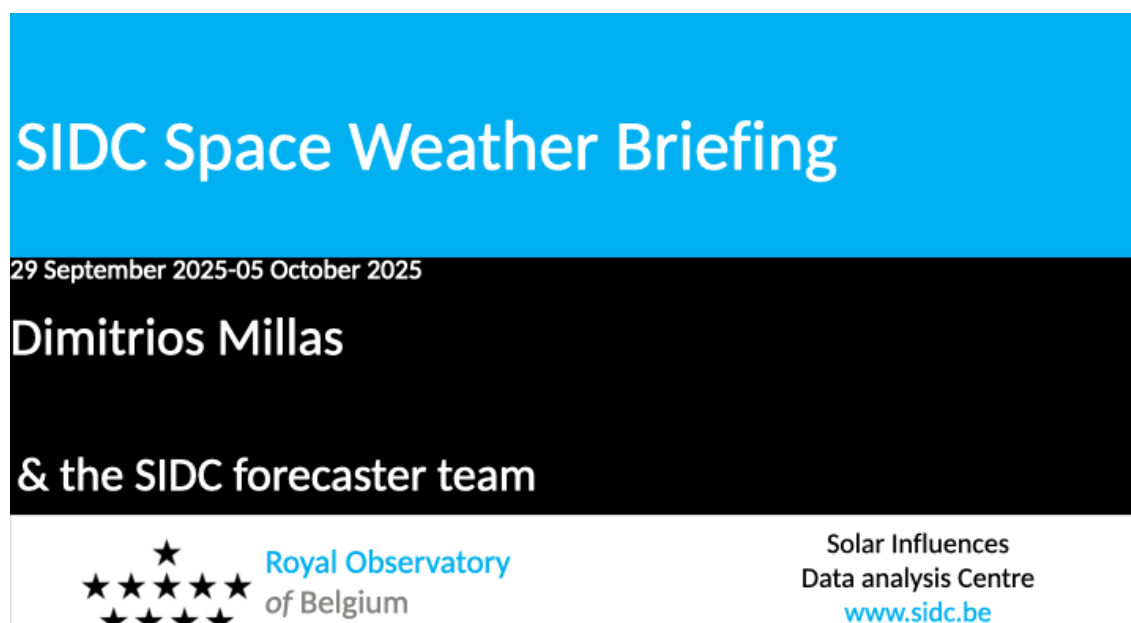 SIDC Space Weather Briefing
29 September 2025-05 October 2025
Dimitrios Millas
& the SIDC forecaster team
Royal Observatory
of Belgium
Solar Influences
Data analysis Centre
www.sidc.be